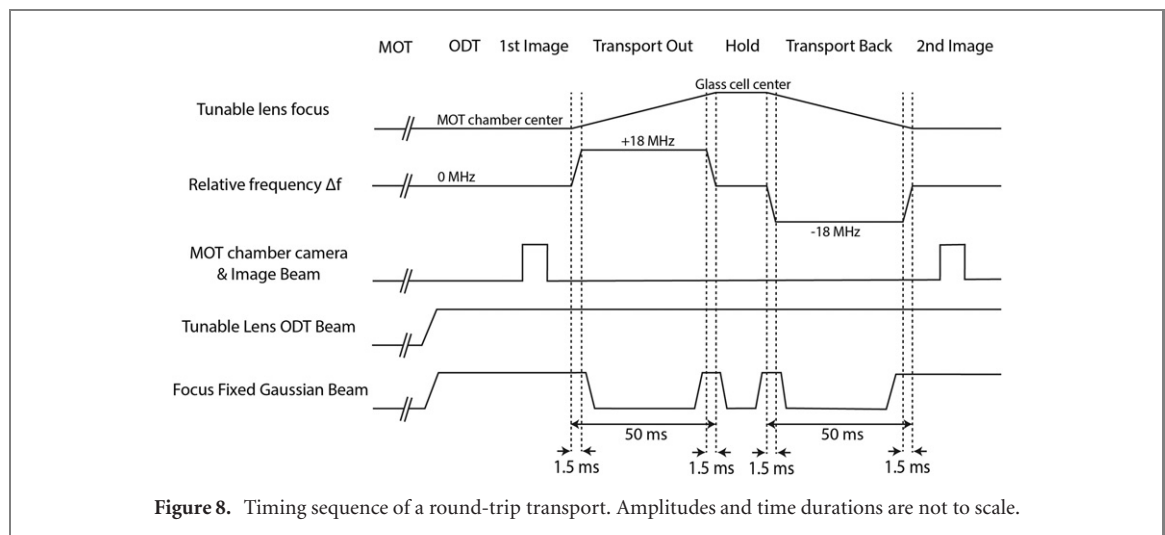 MOT ODT 1st Image Transport Out Hold Transport Back 2nd Image
Glass cell center
Tunable lens focus
MOT chamber center
+18 MHz
Relative frequency Δf
0 MHz
-18 MHz
MOT chamber camera
& Image Beam
Tunable Lens ODT Beam
Focus Fixed Gaussian Beam
50 ms 50 ms
1.5 ms 1.5 ms 1.5 ms 1.5 ms
Figure 8. Timing sequence of a round-trip transport. Amplitudes and time durations are not to scale.